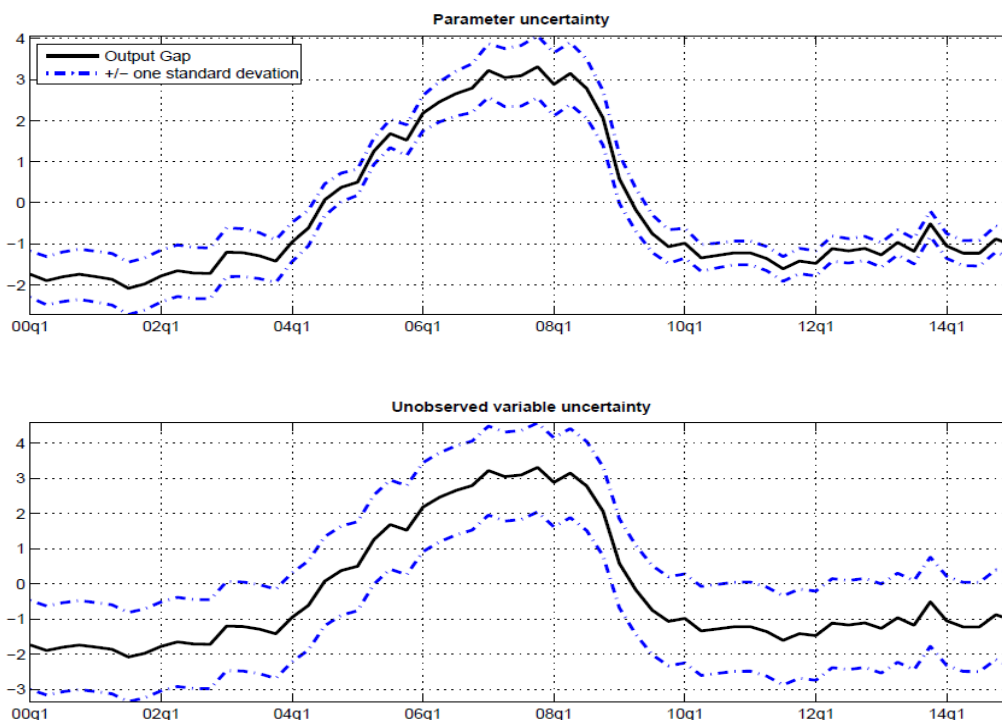 Parameter uncertainty
4
Output Gap
+/− one standard devation
3
2
1
0
−1
−2
00q1 02q1 04q1 06q1 08q1 10q1 12q1 14q1
Unobserved variable uncertainty
4
3
2
1
0
−1
−2
−3
00q1 02q1 04q1 06q1 08q1 10q1 12q1 14q1